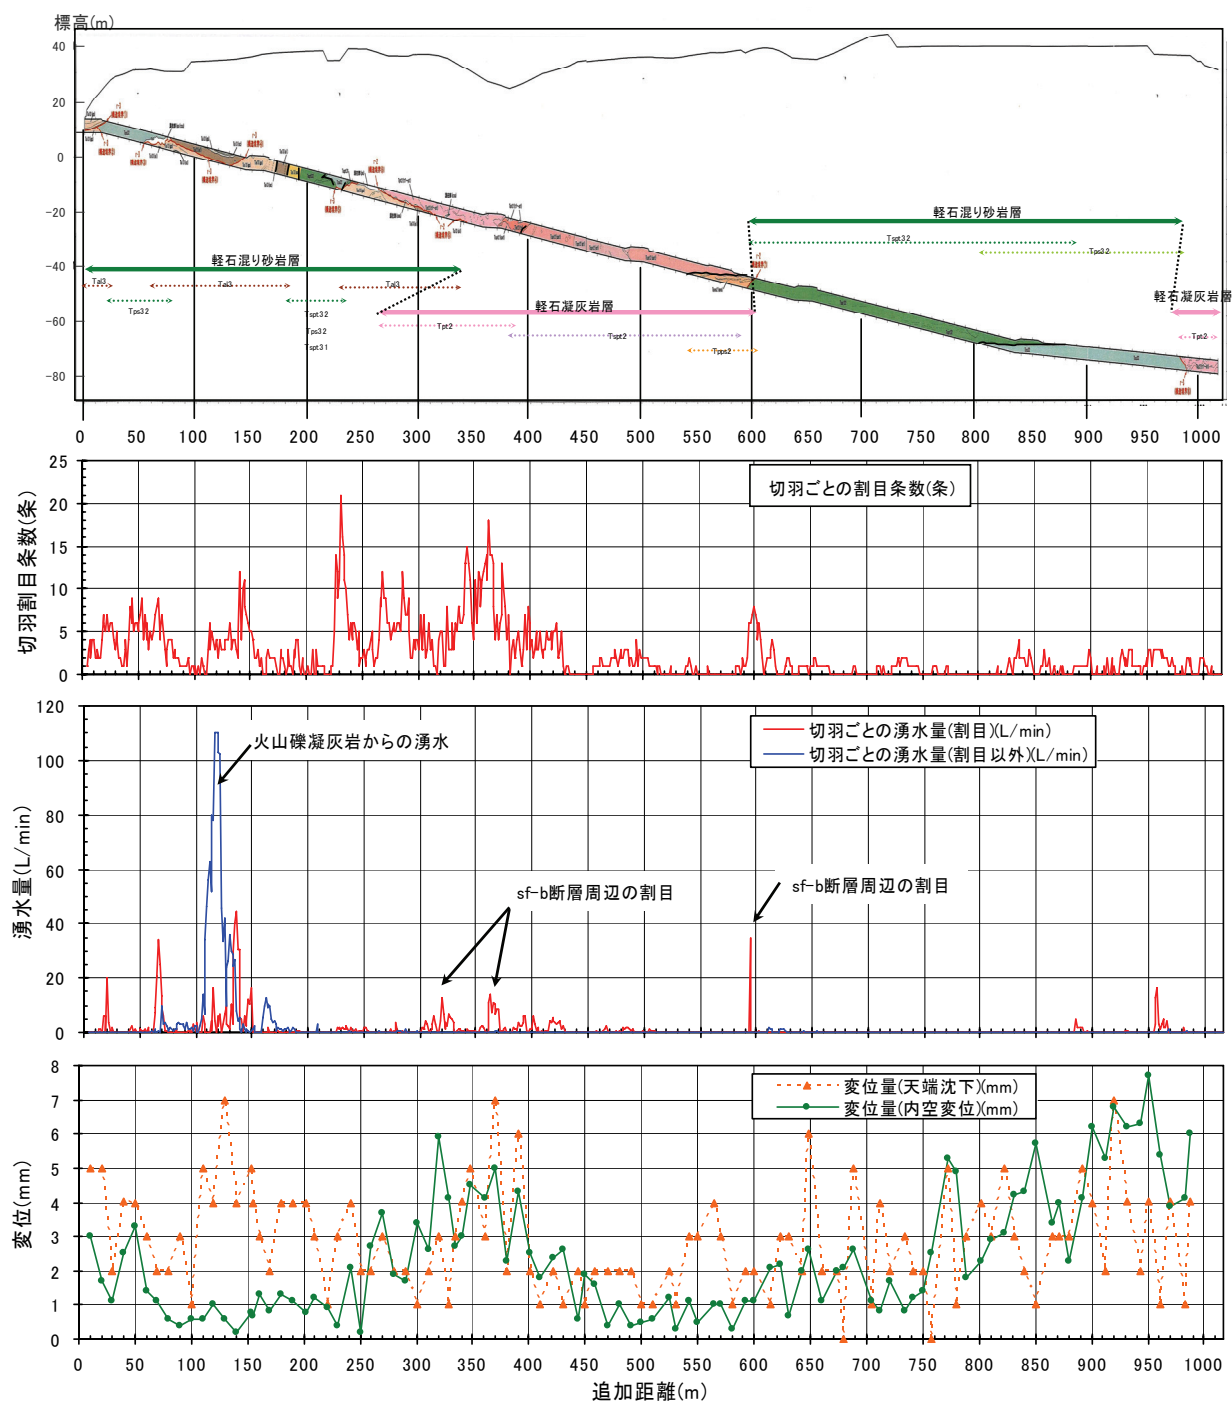 標高(m)
40
20
0
-20
-40
-60
-80
軽石混り砂岩層
Tspt32
Tps32
軽石混り砂岩層
Tal3
Tal3
Tal3
Tps32
Tspt32
Tps32
Tspt31
軽石凝灰岩層
Tpt2
Tspt2
Tpps2
軽石凝灰岩層
Tpt2
0 50 100 150 200 250 300 350 400 450 500 550 600 650 700 750 800 850 900 950 1000
切羽割目条数(条)
25
20
15
10
5
0
切羽ごとの割目条数(条)
湧水量(L/min)
120
100
80
60
40
20
0
火山礫凝灰岩からの湧水
切羽ごとの湧水量(割目)(L/min)
切羽ごとの湧水量(割目以外)(L/min)
sf-b断層周辺の割目
sf-b断層周辺の割目
変位(mm)
8
7
6
5
4
3
2
1
0
変位量(天端沈下)(mm)
変位量(内空変位)(mm)
0 50 100 150 200 250 300 350 400 450 500 550 600 650 700 750 800 850 900 950 1000
追加距離(m)